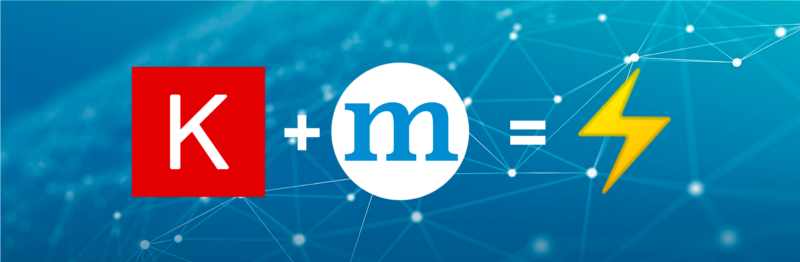 K + m =